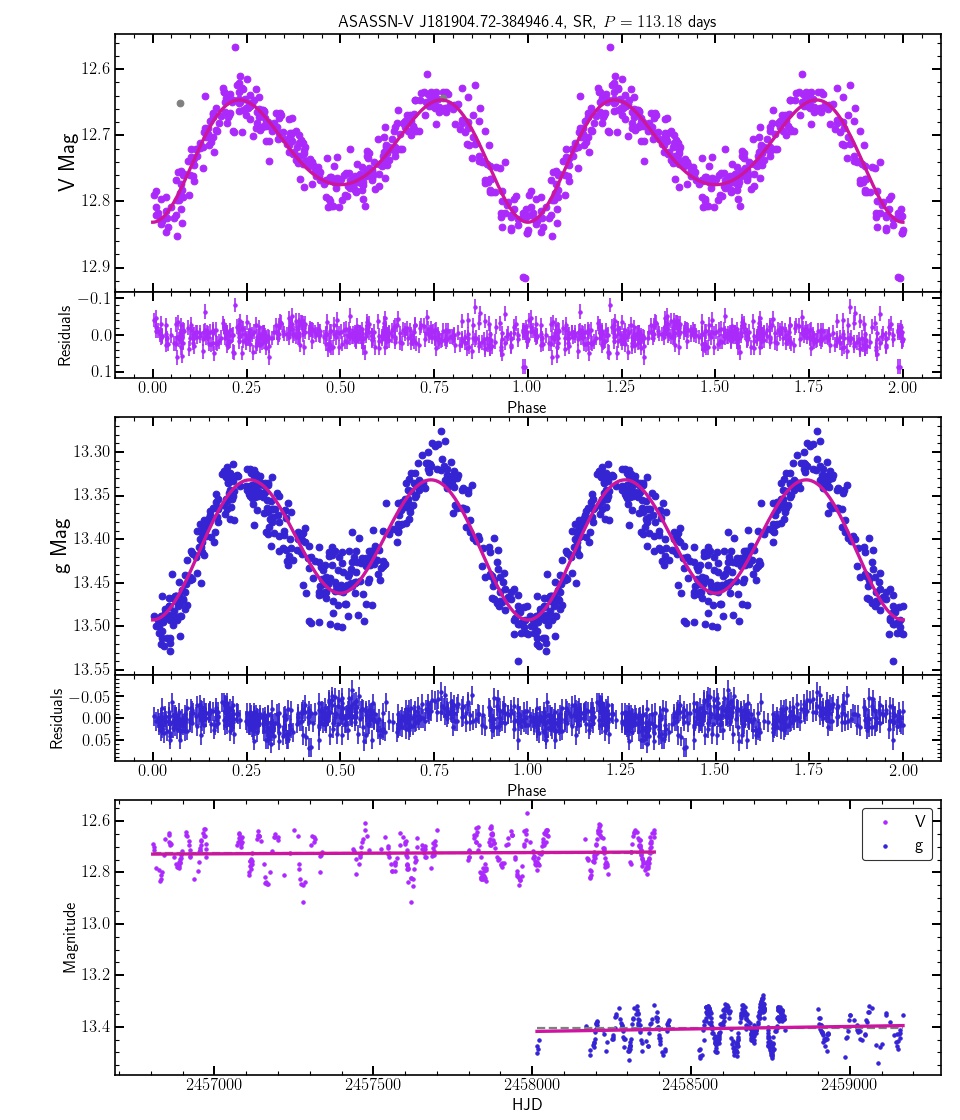 ASASSN-V J181904.72-384946.4, SR, P = 113.18 days
V Mag
12.6
12.7
12.8
12.9
Residuals
−0.1
0.0
0.1
0.00 0.25 0.50 0.75 1.00 1.25 1.50 1.75 2.00
Phase
g Mag
13.30
13.35
13.40
13.45
13.50
13.55
Residuals
−0.05
0.00
0.05
0.00 0.25 0.50 0.75 1.00 1.25 1.50 1.75 2.00
Phase
Magnitude
12.6
12.8
13.0
13.2
13.4
V
g
2457000 2457500 2458000 2458500 2459000
HJD